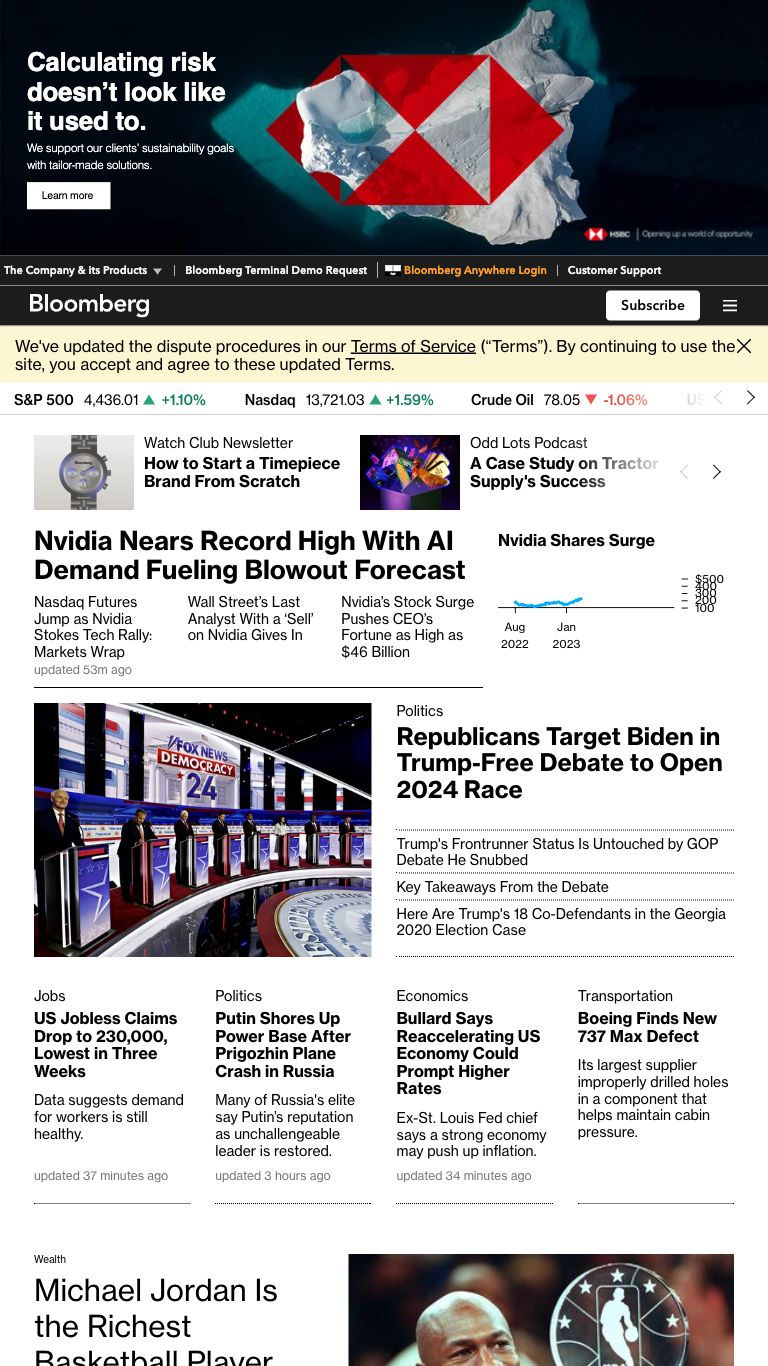 Calculating risk
doesn’t look like
it used to.
We support our clients’ sustainability goals
with tailor-made solutions.
Learn more
HSBC | Opening up a world of opportunity
The Company & its Products
Bloomberg Terminal Demo Request
Bloomberg Anywhere Login
Customer Support
Bloomberg
Subscribe
We've updated the dispute procedures in our Terms of Service (“Terms”). By continuing to use the
site, you accept and agree to these updated Terms.
S&P 500 4,436.01 ▲ +1.10%
Nasdaq 13,721.03 ▲ +1.59%
Crude Oil 78.05 ▼ -1.06%
US
Watch Club Newsletter
How to Start a Timepiece
Brand From Scratch
Odd Lots Podcast
A Case Study on Tractor
Supply's Success
Nvidia Nears Record High With AI
Demand Fueling Blowout Forecast
Nasdaq Futures
Jump as Nvidia
Stokes Tech Rally:
Markets Wrap
updated 53m ago
Wall Street’s Last
Analyst With a ‘Sell’
on Nvidia Gives In
Nvidia’s Stock Surge
Pushes CEO’s
Fortune as High as
$46 Billion
Nvidia Shares Surge
$500
400
300
200
100
Aug
2022
Jan
2023
FOX NEWS
DEMOCRACY
24
Politics
Republicans Target Biden in
Trump-Free Debate to Open
2024 Race
Trump's Frontrunner Status Is Untouched by GOP
Debate He Snubbed
Key Takeaways From the Debate
Here Are Trump's 18 Co-Defendants in the Georgia
2020 Election Case
Jobs
US Jobless Claims
Drop to 230,000,
Lowest in Three
Weeks
Data suggests demand
for workers is still
healthy.
updated 37 minutes ago
Politics
Putin Shores Up
Power Base After
Prigozhin Plane
Crash in Russia
Many of Russia's elite
say Putin’s reputation
as unchallengeable
leader is restored.
updated 3 hours ago
Economics
Bullard Says
Reaccelerating US
Economy Could
Prompt Higher
Rates
Ex-St. Louis Fed chief
says a strong economy
may push up inflation.
updated 34 minutes ago
Transportation
Boeing Finds New
737 Max Defect
Its largest supplier
improperly drilled holes
in a component that
helps maintain cabin
pressure.
Wealth
Michael Jordan Is
the Richest
Basketball Player